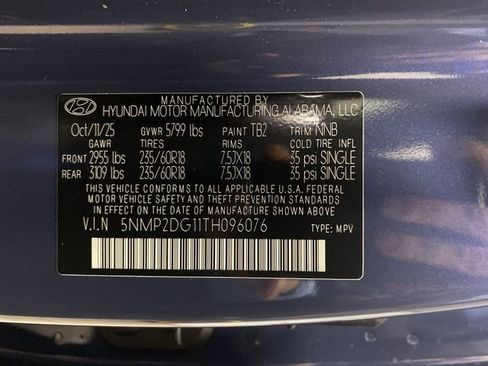 MANUFACTURED BY
HYUNDAI MOTOR MANUFACTURING ALABAMA, LLC
Oct/11/25 GVWR 5799 lbs PAINT TB2 TRIM NNB
GAWR TIRES RIMS COLD TIRE INFL
FRONT 2955 lbs 235/60R18 7.5JX18 35 psi SINGLE
REAR 3109 lbs 235/60R18 7.5JX18 35 psi SINGLE
THIS VEHICLE CONFORMS TO ALL APPLICABLE U.S.A. FEDERAL
MOTOR VEHICLE SAFETY AND THEFT PREVENTION STANDARDS
IN EFFECT ON THE DATE OF MANUFACTURE SHOWN ABOVE
V.I.N 5NMP2DG11TH096076 TYPE: MPV